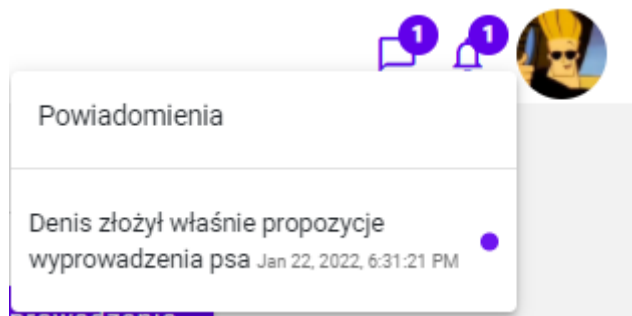 1 1
Powiadomienia
Denis złożył właśnie propozycje
wyprowadzenia psa Jan 22, 2022, 6:31:21 PM